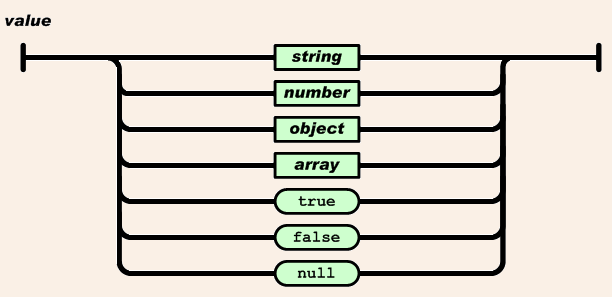 value
string
number
object
array
true
false
null